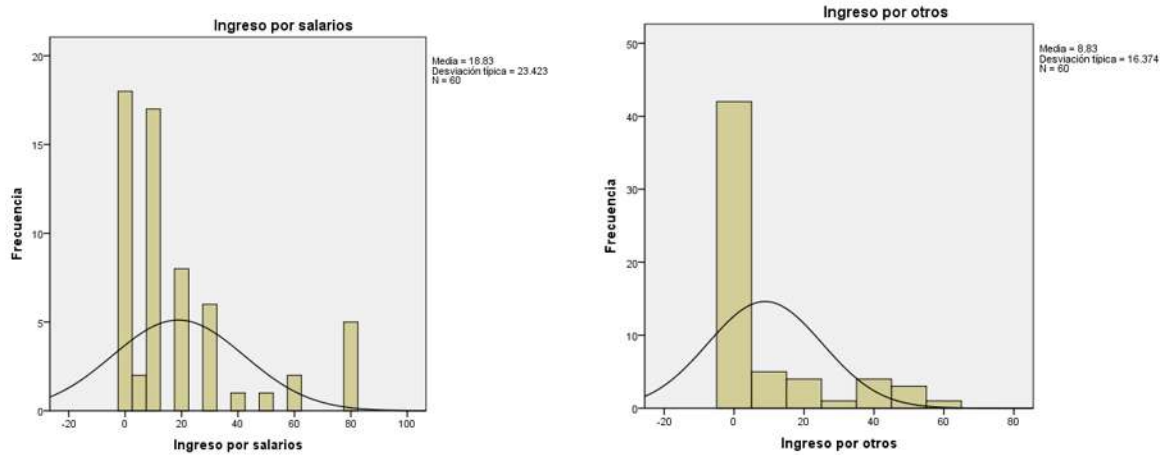 Ingreso por salarios
Media = 18.83
Desviación típica = 23.423
N = 60
20
15
10
5
0
Frecuencia
-20 0 20 40 60 80 100
Ingreso por salarios
Ingreso por otros
Media = 8.83
Desviación típica = 16.374
N = 60
50
40
30
20
10
0
Frecuencia
-20 0 20 40 60 80
Ingreso por otros